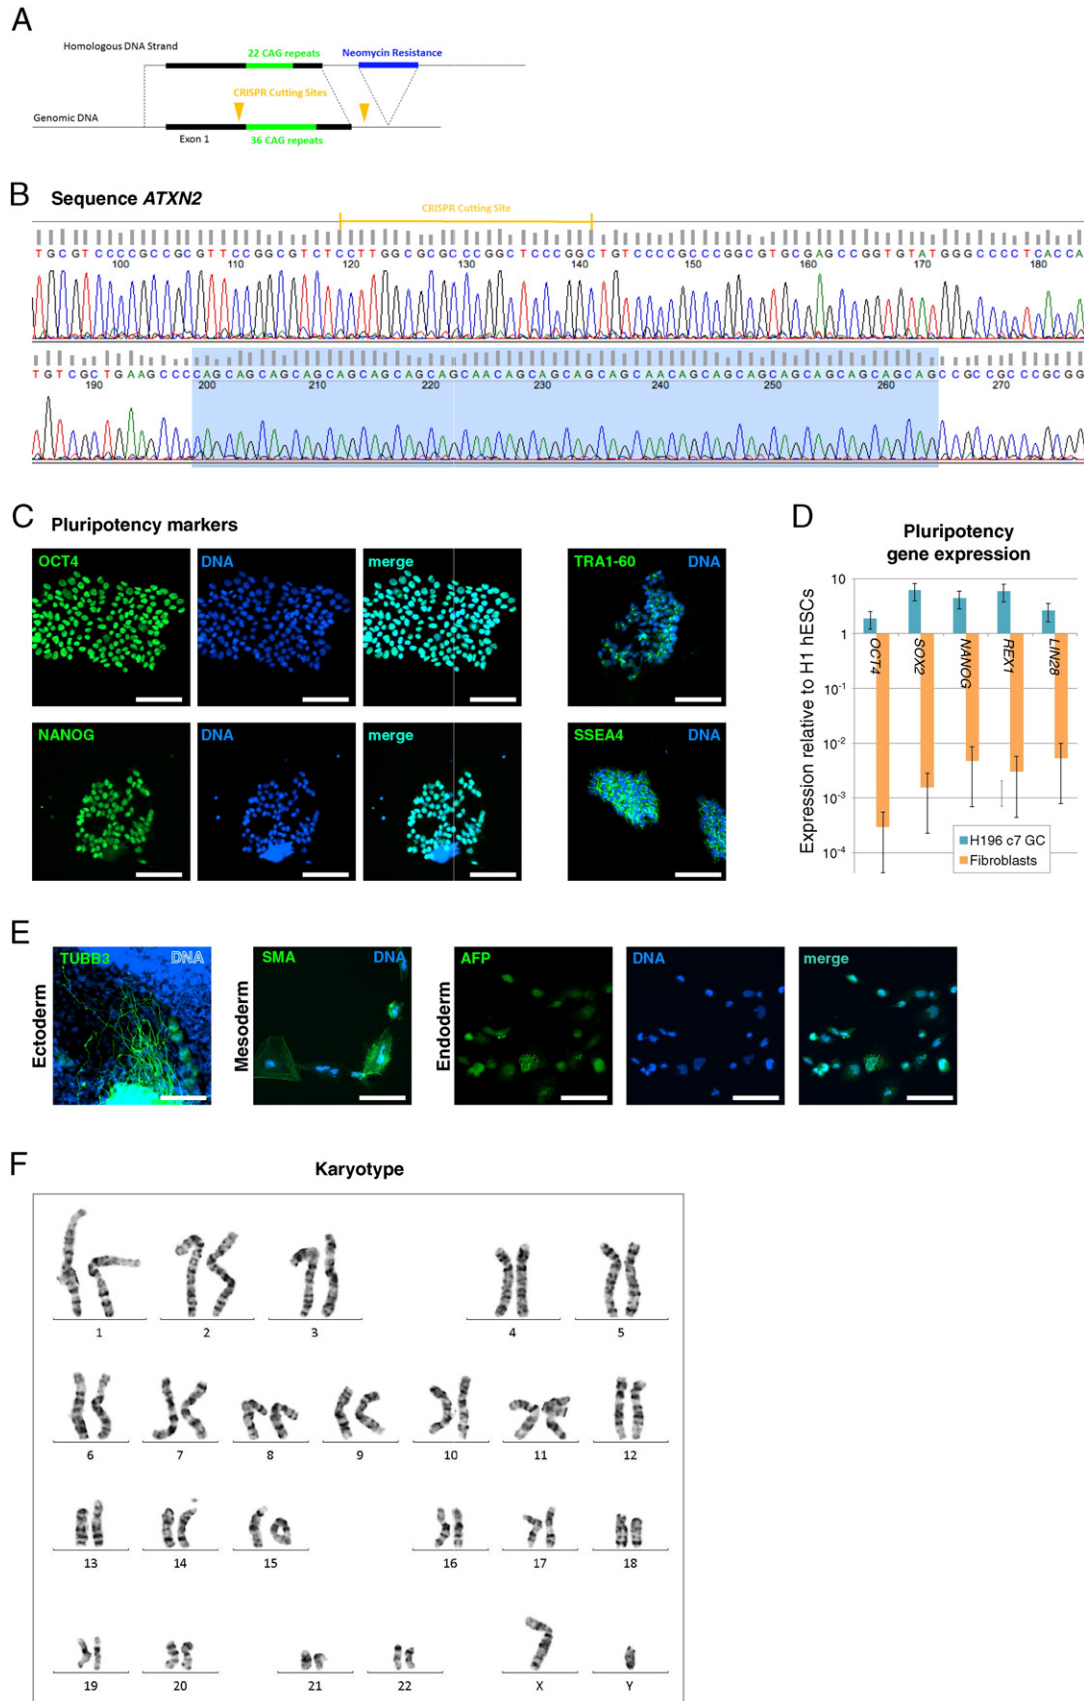 A
Homologous DNA Strand
22 CAG repeats
Neomycin Resistance
CRISPR Cutting Sites
Genomic DNA
Exon 1
36 CAG repeats
B Sequence ATXN2
CRISPR Cutting Site
TGCGTCCCCGCCGCGTTCCGGCGTCTCCTTGGCGCGCCCGGCTCCCGGCTGTCCCCGCCCGGCGTGCGAGCCGGTGTATGGGCCCCTCACCA
100 110 120 130 140 150 160 170 180
TGTCGCTGAAGCCCCAGCAGCAGCAGCAGCAGCAGCAGCAACAGCAGCAGCAGCAACAGCAGCAGCAGCAGCAGCAGCAGCCGCCGCCCGCGG
190 200 210 220 230 240 250 260 270
C Pluripotency markers
OCT4 DNA merge TRA1-60 DNA
NANOG DNA merge SSEA4 DNA
D Pluripotency
gene expression
Expression relative to H1 hESCs
10
1
10-1
10-2
10-3
10-4
OCT4 SOX2 NANOG REX1 LIN28
H196 c7 GC
Fibroblasts
E
Ectoderm TUBB3 DNA
Mesoderm SMA DNA
Endoderm AFP DNA merge
F Karyotype
1 2 3 4 5
6 7 8 9 10 11 12
13 14 15 16 17 18
19 20 21 22 X Y